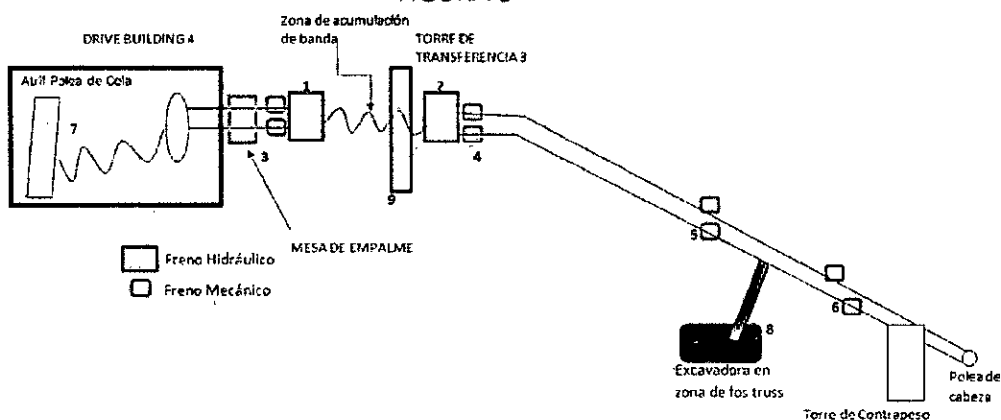 Zona de acumulación
de banda
DRIVE BUILDING 4
TORRE DE
TRANSFERENCIA 3
Atril Polea de Cola
1
2
7
3
4
9
MESA DE EMPALME
Freno Hidráulico
Freno Mecánico
5
6
8
Excavadora en
zona de fos truss
Polea de
cabeza
Torre de Contrapeso